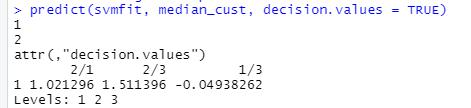 > predict(svmfit, median_cust, decision.values = TRUE)
1
2
attr(,"decision.values")
2/1 2/3 1/3
1 1.021296 1.511396 -0.04938262
Levels: 1 2 3